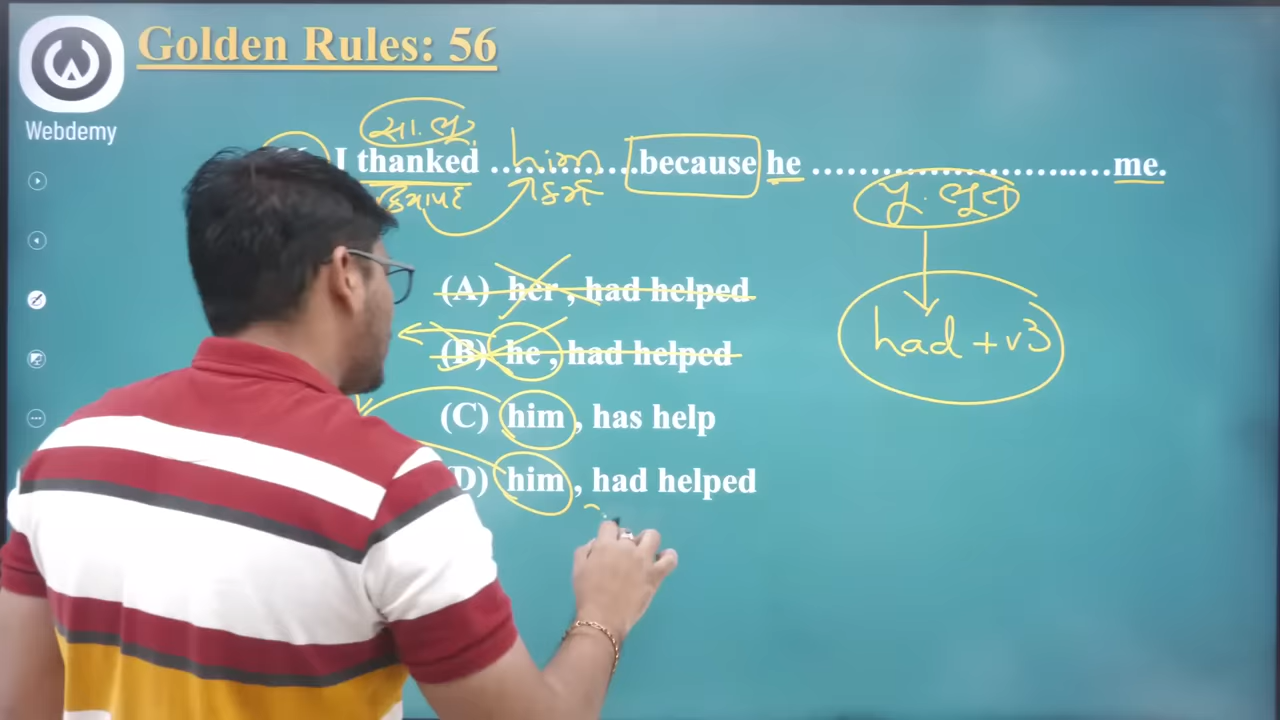 Golden Rules: 56
Webdemy
સા. ભૂ.
I thanked ............him.because he ..............................me.
ક્રિયાપદ કર્મ પૂ. ભૂત
(A) her , had helped
had + v3
(B) he , had helped
(C) him , has help
D) him , had helped